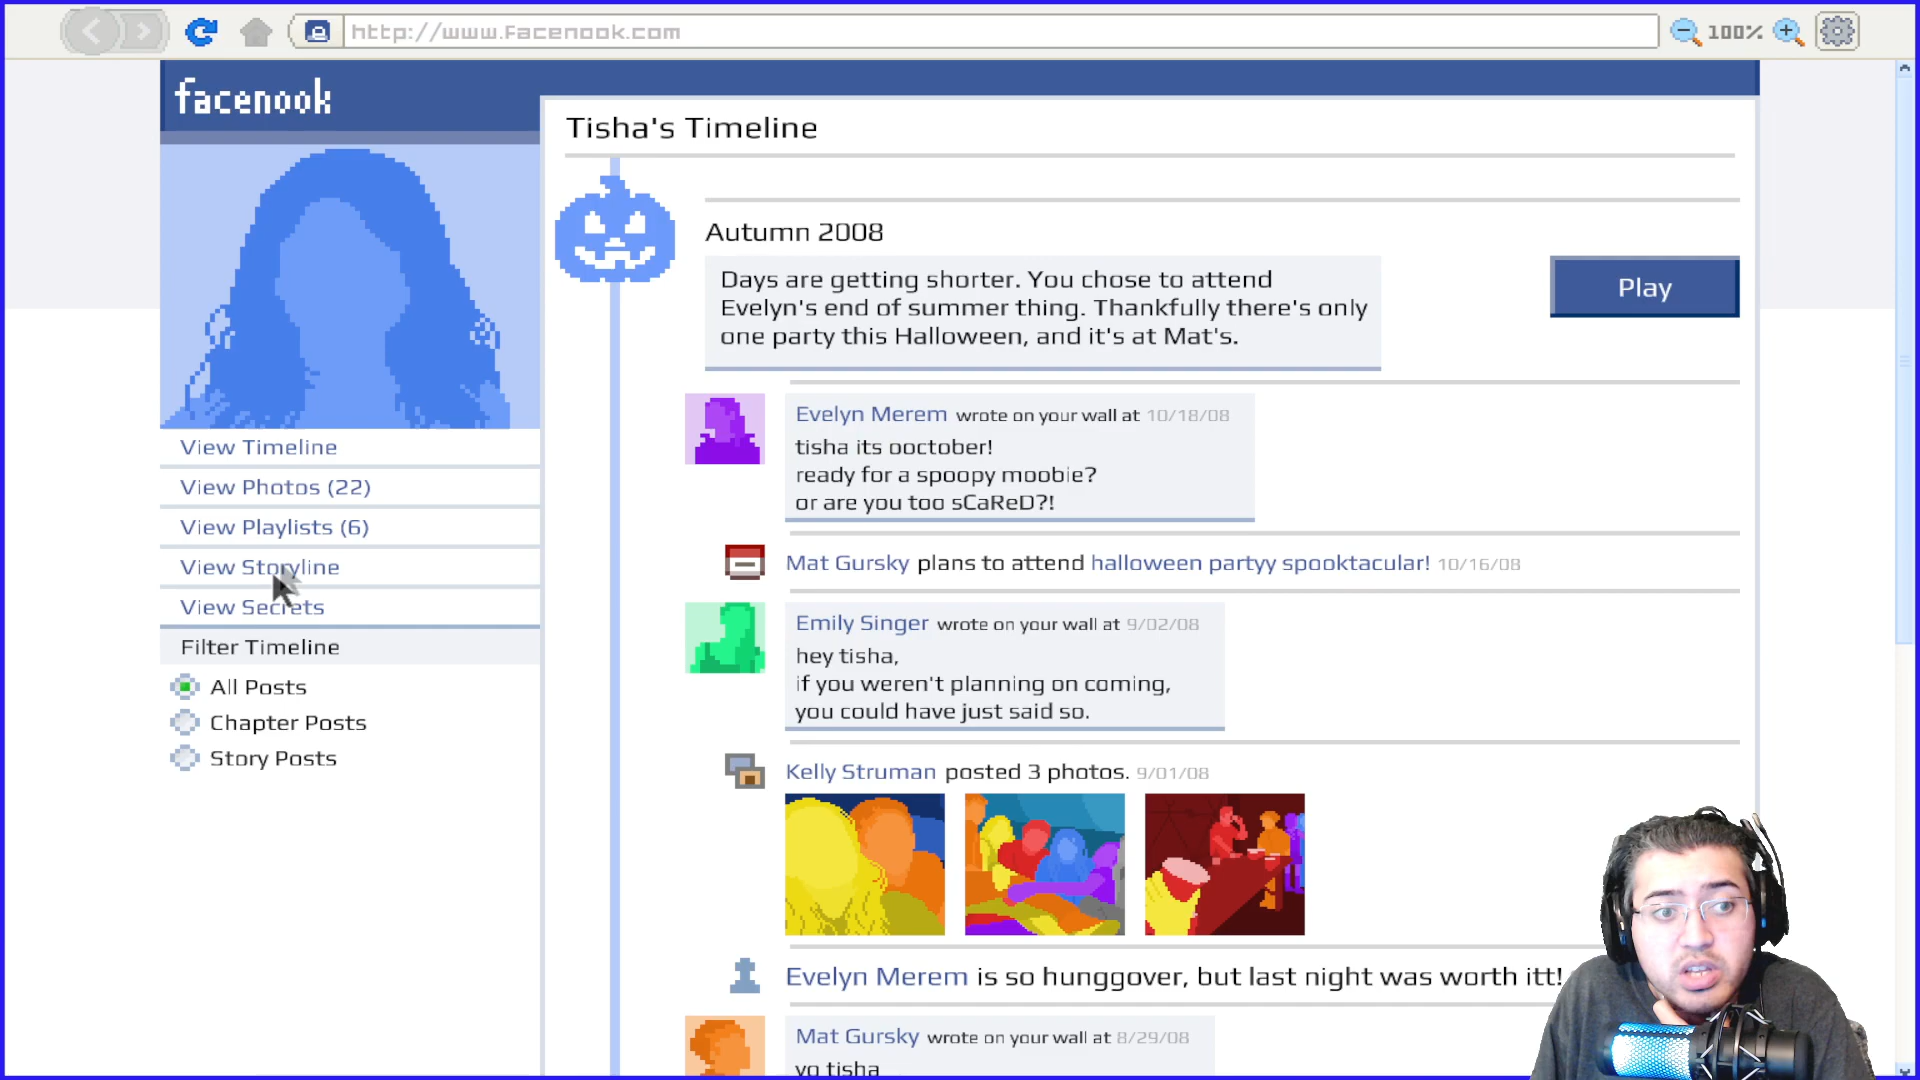 http://www.facenook.com
100%
facenook
Tisha's Timeline
Autumn 2008
Days are getting shorter. You chose to attend
Evelyn's end of summer thing. Thankfully there's only
one party this Halloween, and it's at Mat's.
Play
Evelyn Merem wrote on your wall at 10/18/08
tisha its ooctober!
ready for a spoopy moobie?
or are you too sCaReD?!
Mat Gursky plans to attend halloween partyy spooktacular! 10/16/08
Emily Singer wrote on your wall at 9/02/08
hey tisha,
if you weren't planning on coming,
you could have just said so.
Kelly Struman posted 3 photos. 9/01/08
Evelyn Merem is so hunggover, but last night was worth itt!
Mat Gursky wrote on your wall at 8/29/08
yo tisha
View Timeline
View Photos (22)
View Playlists (6)
View Storyline
View Secrets
Filter Timeline
All Posts
Chapter Posts
Story Posts